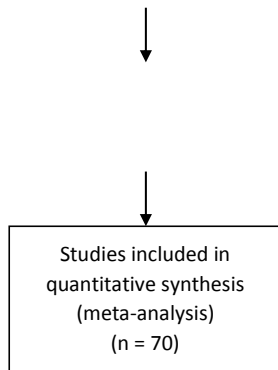 Studies included in
quantitative synthesis
(meta-analysis)
(n = 70)